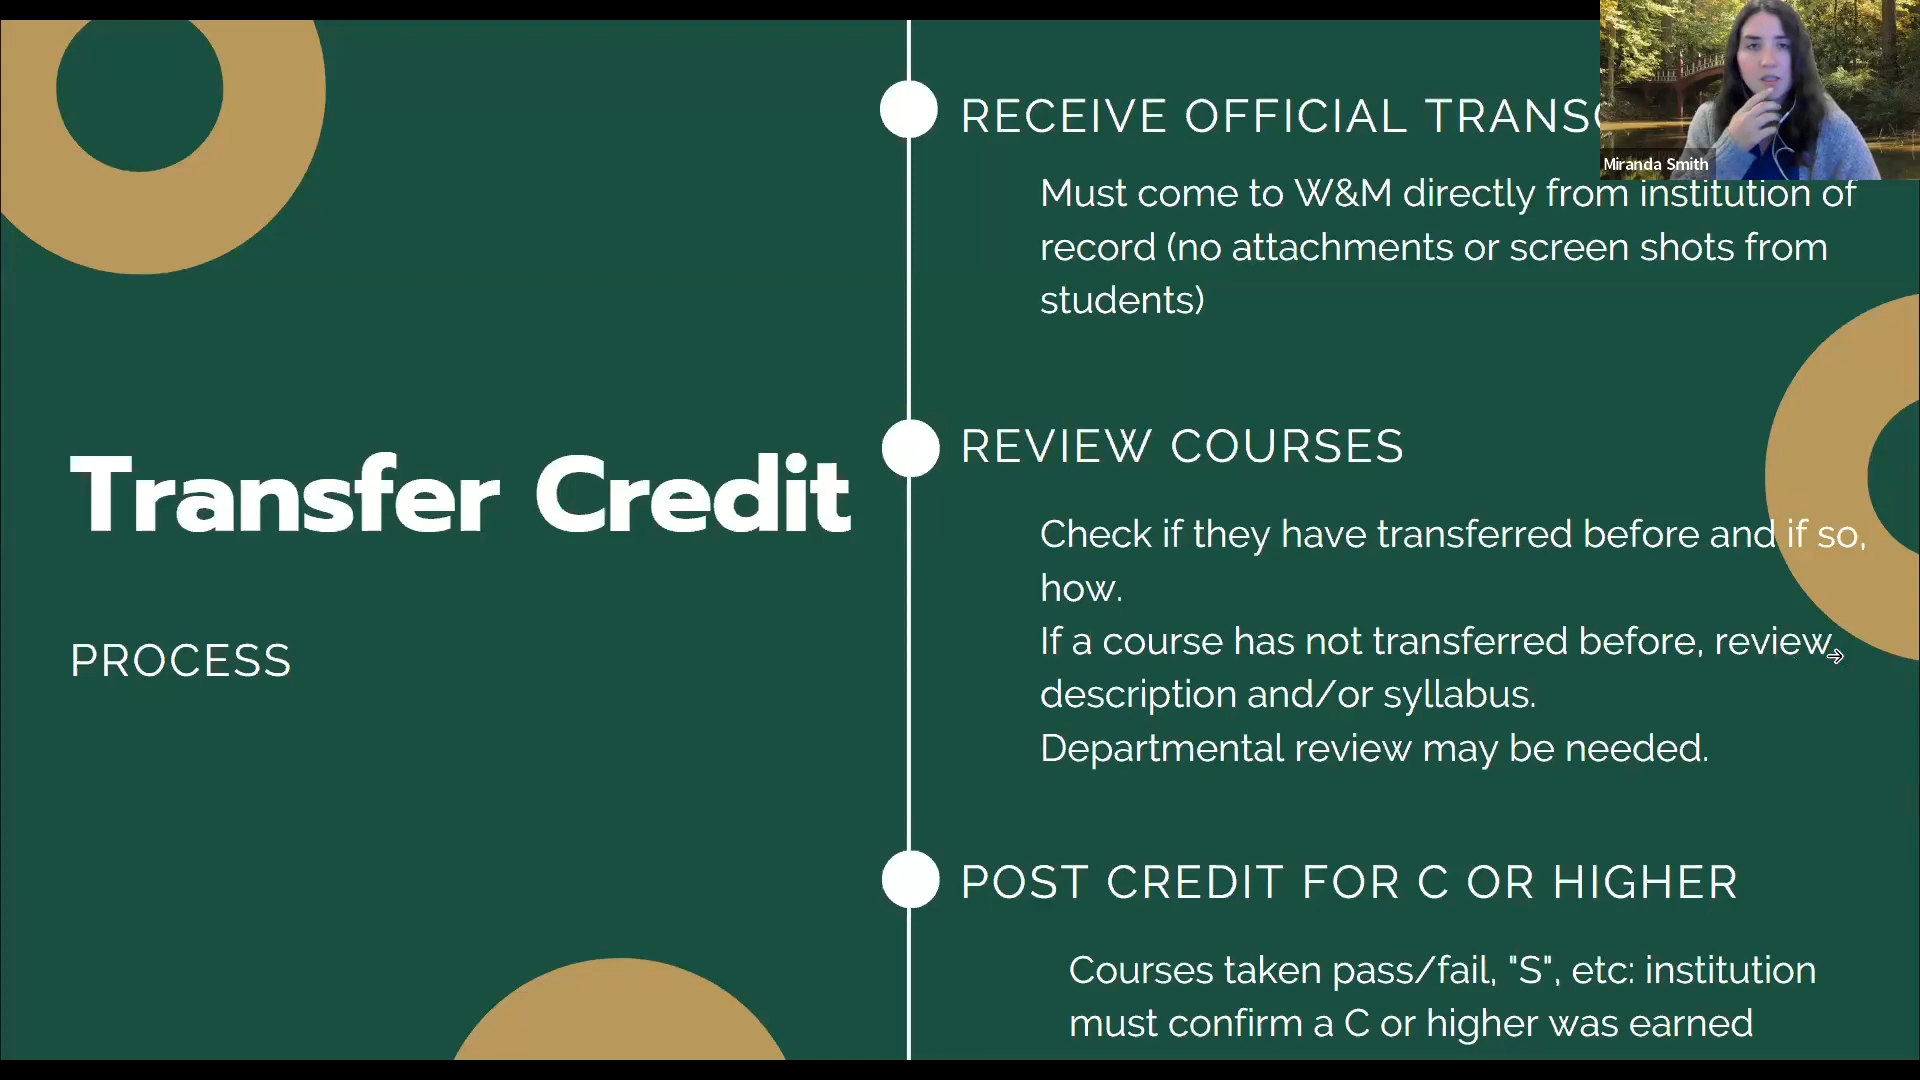 Transfer Credit
PROCESS
RECEIVE OFFICIAL
Must come to W&M directly from institution of
record (no attachments or screen shots from
students)
REVIEW COURSES
Check if they have transferred before and if so,
how.
If a course has not transferred before, review
description and/or syllabus.
Departmental review may be needed.
POST CREDIT FOR C OR HIGHER
Courses taken pass/fail, "S", etc: institution
must confirm a C or higher was earned
Miranda Smith